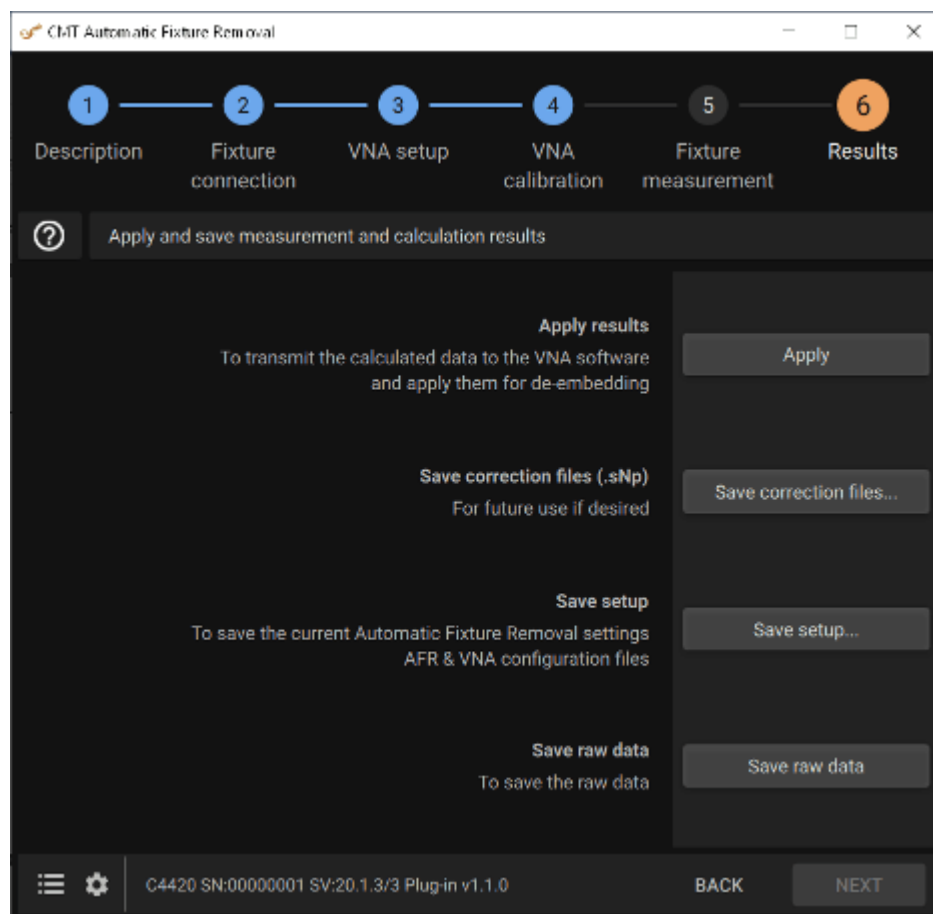 CMT Automatic Fixture Removal
1 2 3 4 5 6
Description Fixture connection VNA setup VNA calibration Fixture measurement Results
Apply and save measurement and calculation results
Apply results
To transmit the calculated data to the VNA software
and apply them for de-embedding
Apply
Save correction files (.sNp)
For future use if desired
Save correction files...
Save setup
To save the current Automatic Fixture Removal settings
AFR & VNA configuration files
Save setup...
Save raw data
To save the raw data
Save raw data
C4420 SN:00000001 SV:20.1.3/3 Plug-in v1.1.0
BACK
NEXT